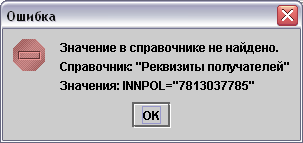 Ошибка
Значение в справочнике не найдено.
Справочник: "Реквизиты получателей"
Значения: INNPOL="7813037785"
OK